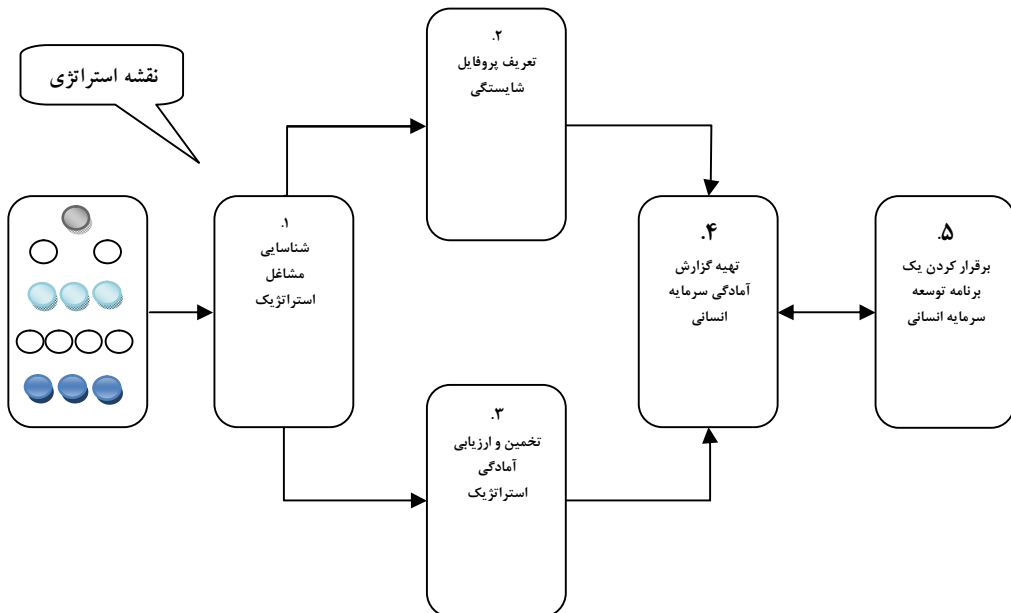 نقشه استراتژی
۱.
شناسایی
مشاغل
استراتژیک
۲.
تعریف پروفایل
شایستگی
۳.
تخمین و ارزیابی
آمادگی
استراتژیک
۴.
تهیه گزارش
آمادگی سرمایه
انسانی
۵.
برقرار کردن یک
برنامه توسعه
سرمایه انسانی